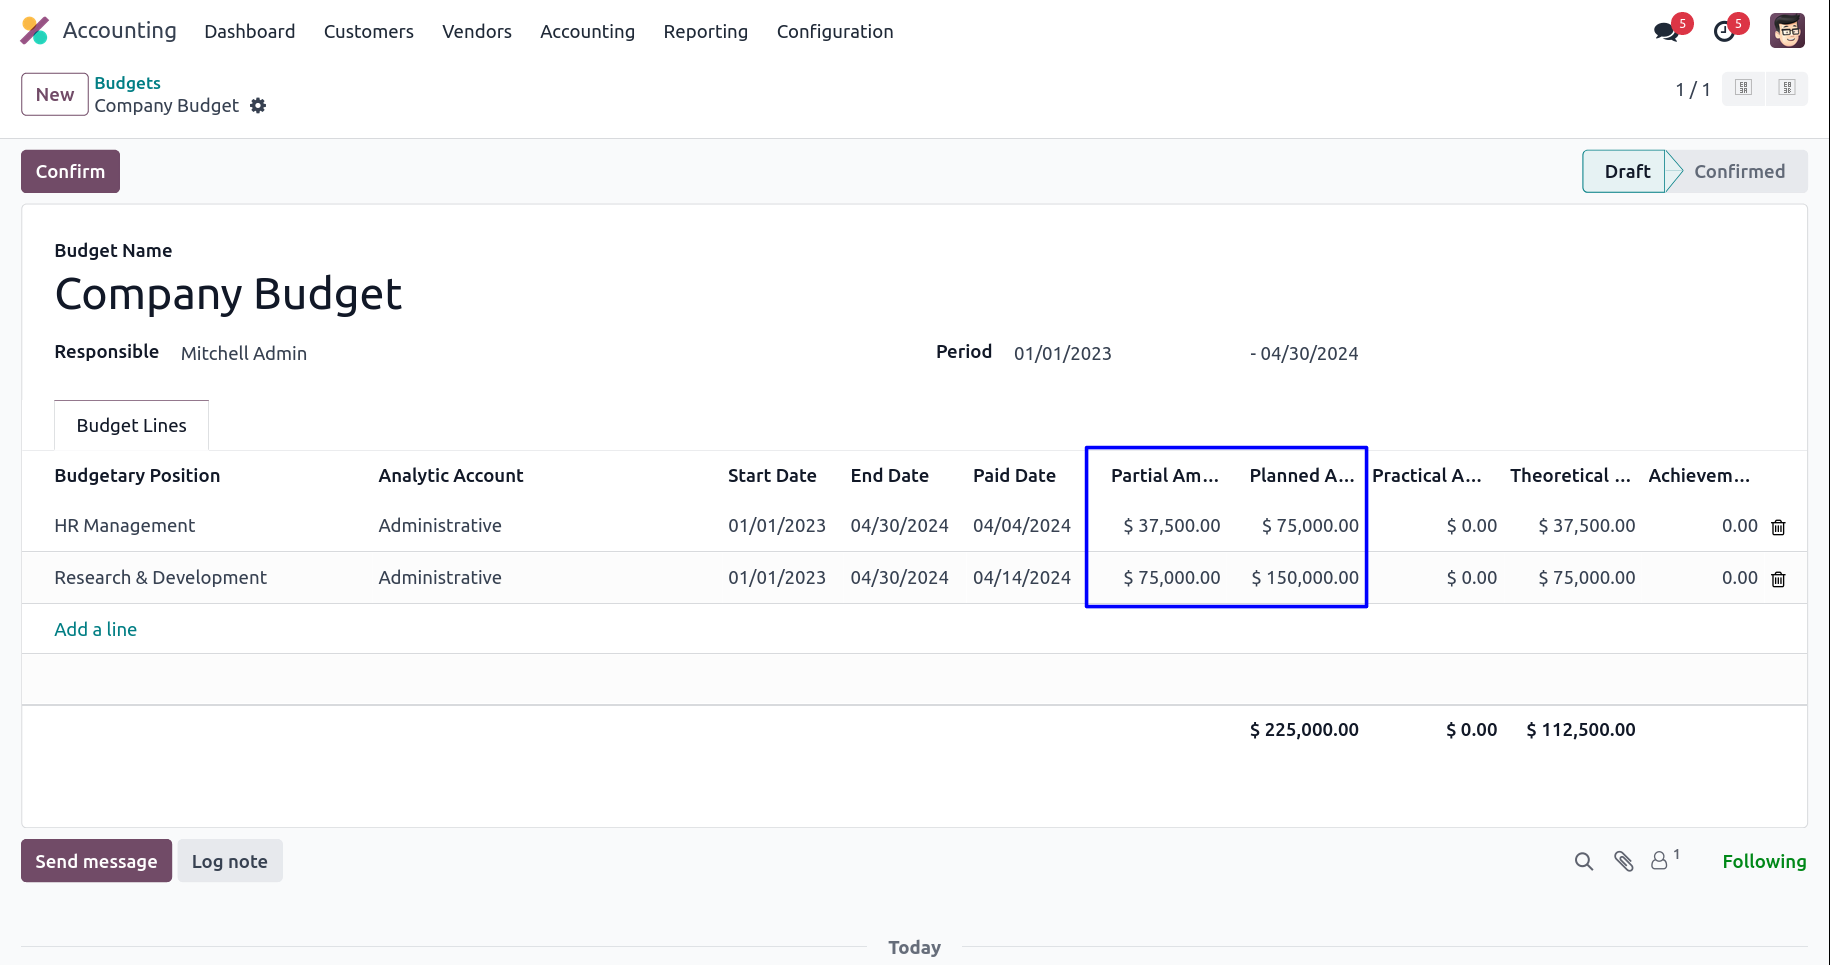 Accounting Dashboard Customers Vendors Accounting Reporting Configuration 5 5
New Budgets 1 / 1
Company Budget
Confirm Draft Confirmed
Budget Name
Company Budget
Responsible Mitchell Admin Period 01/01/2023 - 04/30/2024
Budget Lines
Budgetary Position Analytic Account Start Date End Date Paid Date Partial Am... Planned A... Practical A... Theoretical ... Achievem...
HR Management Administrative 01/01/2023 04/30/2024 04/04/2024 $ 37,500.00 $ 75,000.00 $ 0.00 $ 37,500.00 0.00
Research & Development Administrative 01/01/2023 04/30/2024 04/14/2024 $ 75,000.00 $ 150,000.00 $ 0.00 $ 75,000.00 0.00
Add a line
$ 225,000.00 $ 0.00 $ 112,500.00
Send message Log note 1 Following
Today